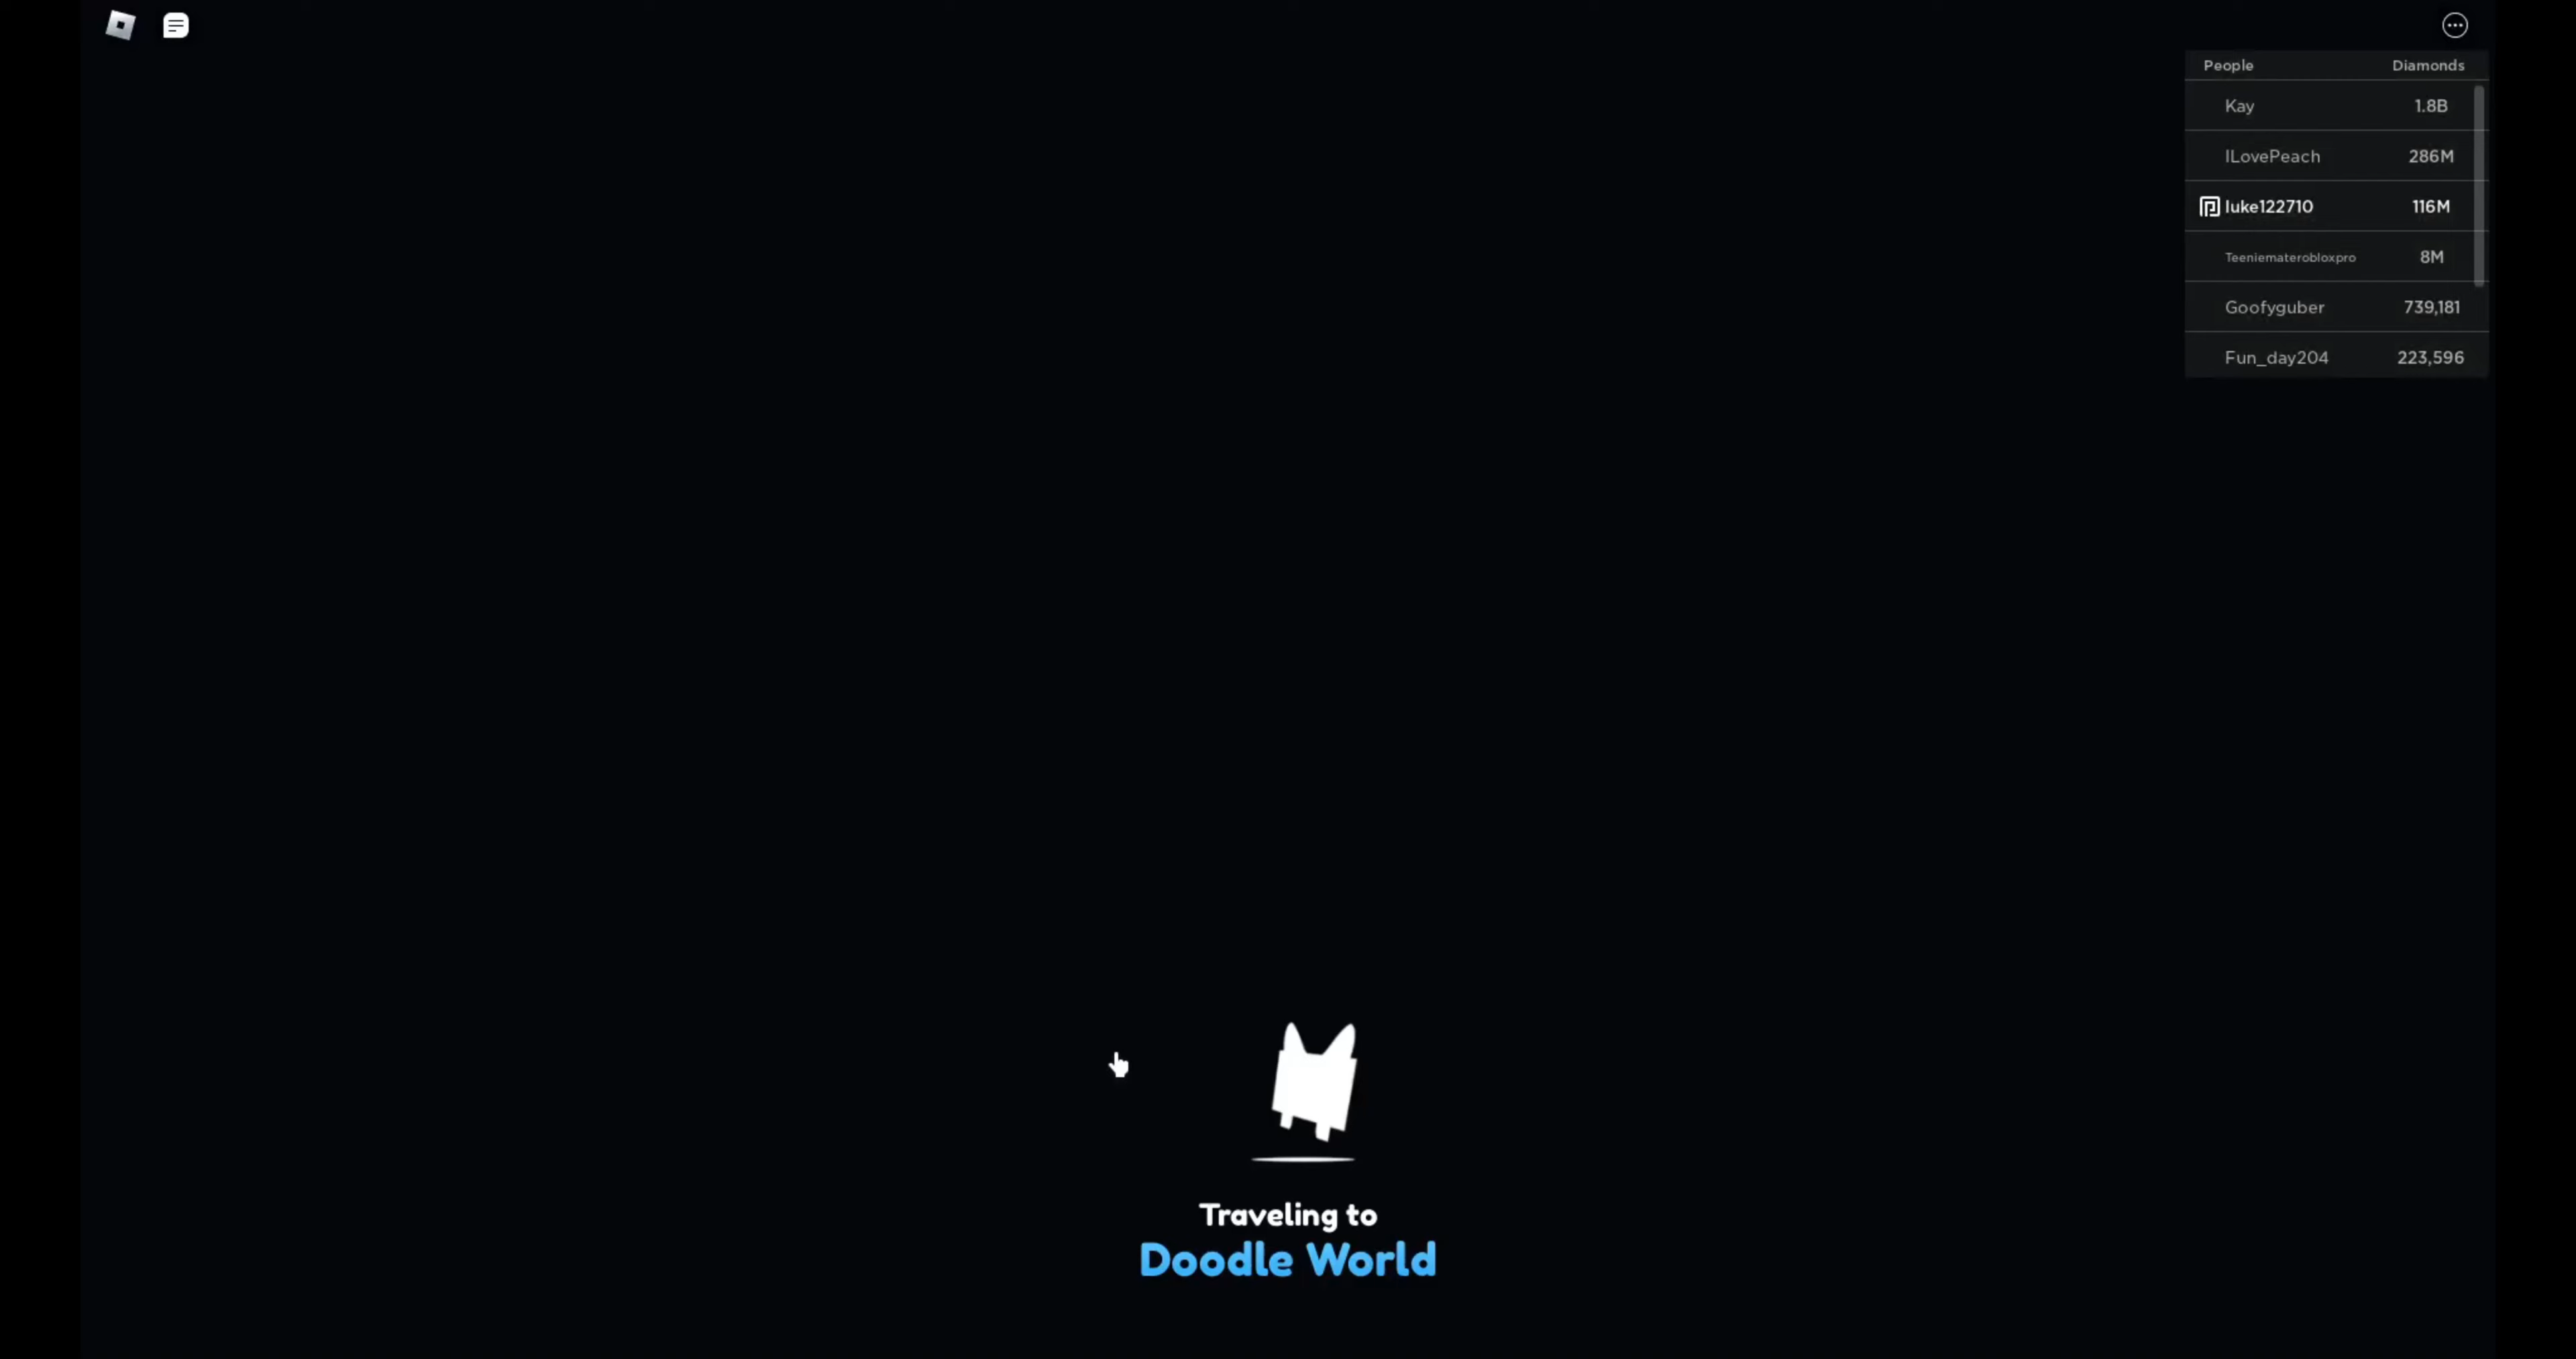 People Diamonds
Kay 1.8B
ILovePeach 286M
luke122710 116M
Teeniematerobloxpro 8M
Goofyguber 739,181
Fun_day204 223,596
Traveling to
Doodle World